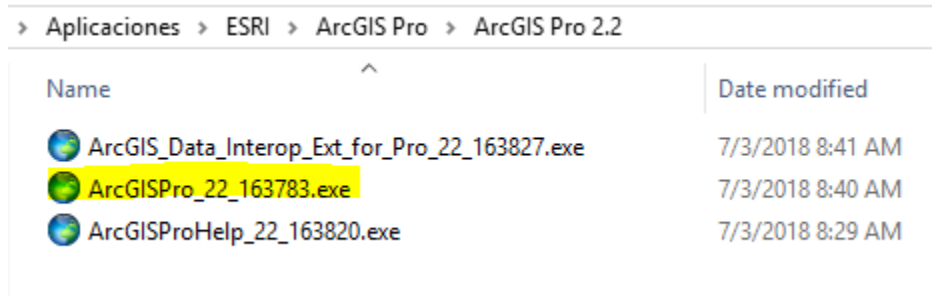 > Aplicaciones > ESRI > ArcGIS Pro > ArcGIS Pro 2.2
Name Date modified
ArcGIS_Data_Interop_Ext_for_Pro_22_163827.exe 7/3/2018 8:41 AM
ArcGISPro_22_163783.exe 7/3/2018 8:40 AM
ArcGISProHelp_22_163820.exe 7/3/2018 8:29 AM